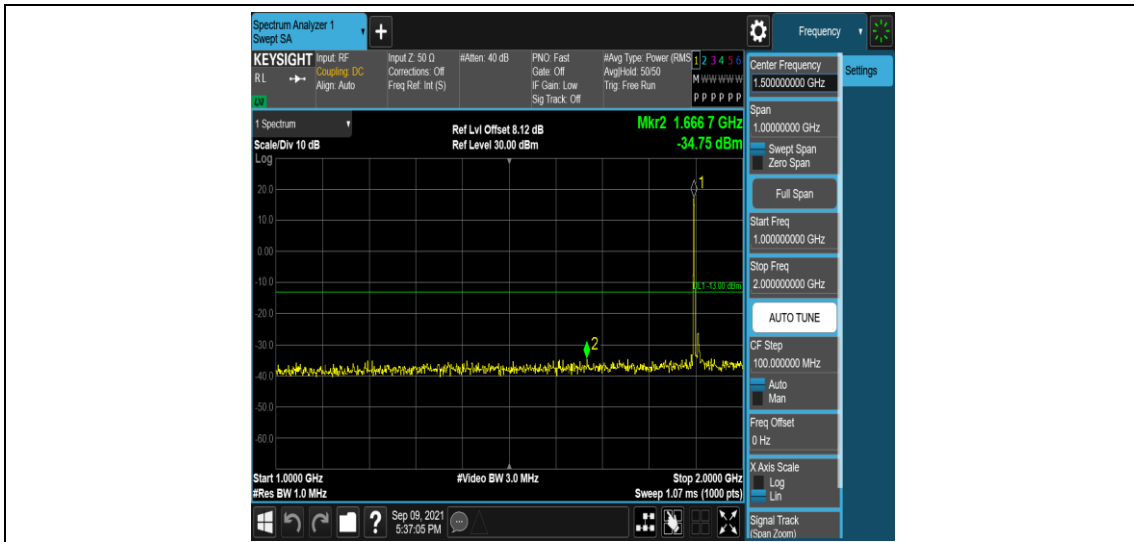 Spectrum Analyzer 1
Swept SA
+
Frequency
KEYSIGHT
RL
LXI
Input: RF
Coupling: DC
Align: Auto
Input Z: 50 Ω
Corrections: Off
Freq Ref: Int (S)
#Atten: 40 dB
PNO: Fast
Gate: Off
IF Gain: Low
Sig Track: Off
#Avg Type: Power (RMS
Avg|Hold: 50/50
Trig: Free Run
1 2 3 4 5 6
M W W W W W
P P P P P P
1 Spectrum
Scale/Div 10 dB
Log
Ref Lvl Offset 8.12 dB
Ref Level 30.00 dBm
Mkr2 1.666 7 GHz
-34.75 dBm
20.0
10.0
0.00
-10.0
-20.0
-30.0
-40.0
-50.0
-60.0
1
2
DL1 -13.00 dBm
Start 1.0000 GHz
#Res BW 1.0 MHz
#Video BW 3.0 MHz
Stop 2.0000 GHz
Sweep 1.07 ms (1000 pts)
Center Frequency
1.500000000 GHz
Settings
Span
1.00000000 GHz
Swept Span
Zero Span
Full Span
Start Freq
1.000000000 GHz
Stop Freq
2.000000000 GHz
AUTO TUNE
CF Step
100.000000 MHz
Auto
Man
Freq Offset
0 Hz
X Axis Scale
Log
Lin
Signal Track
(Span Zoom)
?
Sep 09, 2021
5:37:05 PM